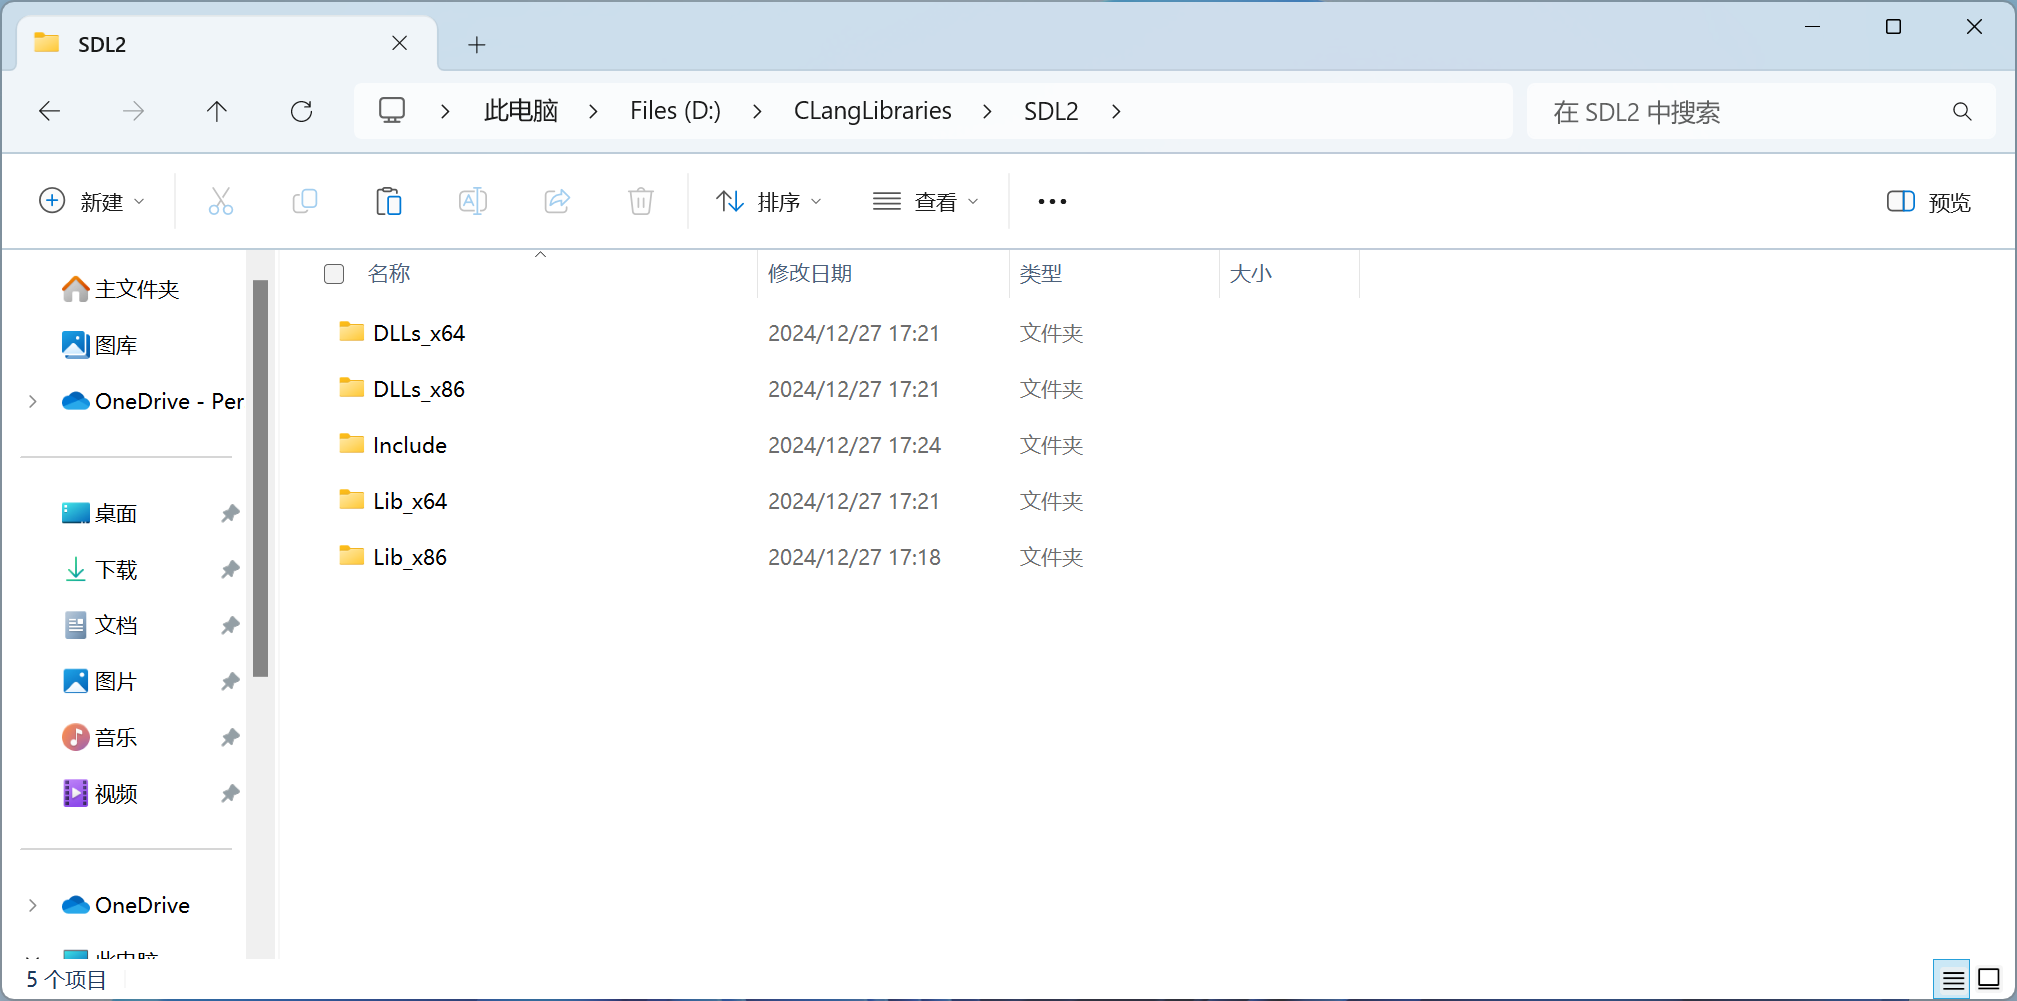 SDL2
此电脑 Files (D:) CLangLibraries SDL2 在 SDL2 中搜索
新建 排序 查看 预览
名称 修改日期 类型 大小
主文件夹
图库
OneDrive - Per
桌面
下载
文档
图片
音乐
视频
OneDrive
此电脑
DLLs_x64 2024/12/27 17:21 文件夹
DLLs_x86 2024/12/27 17:21 文件夹
Include 2024/12/27 17:24 文件夹
Lib_x64 2024/12/27 17:21 文件夹
Lib_x86 2024/12/27 17:18 文件夹
5 个项目